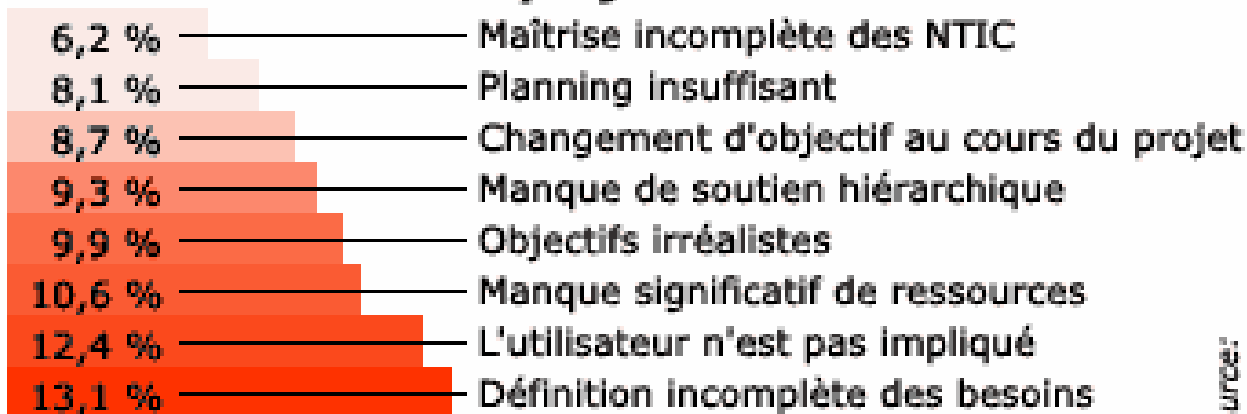 6,2 % Maîtrise incomplète des NTIC
8,1 % Planning insuffisant
8,7 % Changement d'objectif au cours du projet
9,3 % Manque de soutien hiérarchique
9,9 % Objectifs irréalistes
10,6 % Manque significatif de ressources
12,4 % L'utilisateur n'est pas impliqué
13,1 % Définition incomplète des besoins
urce: